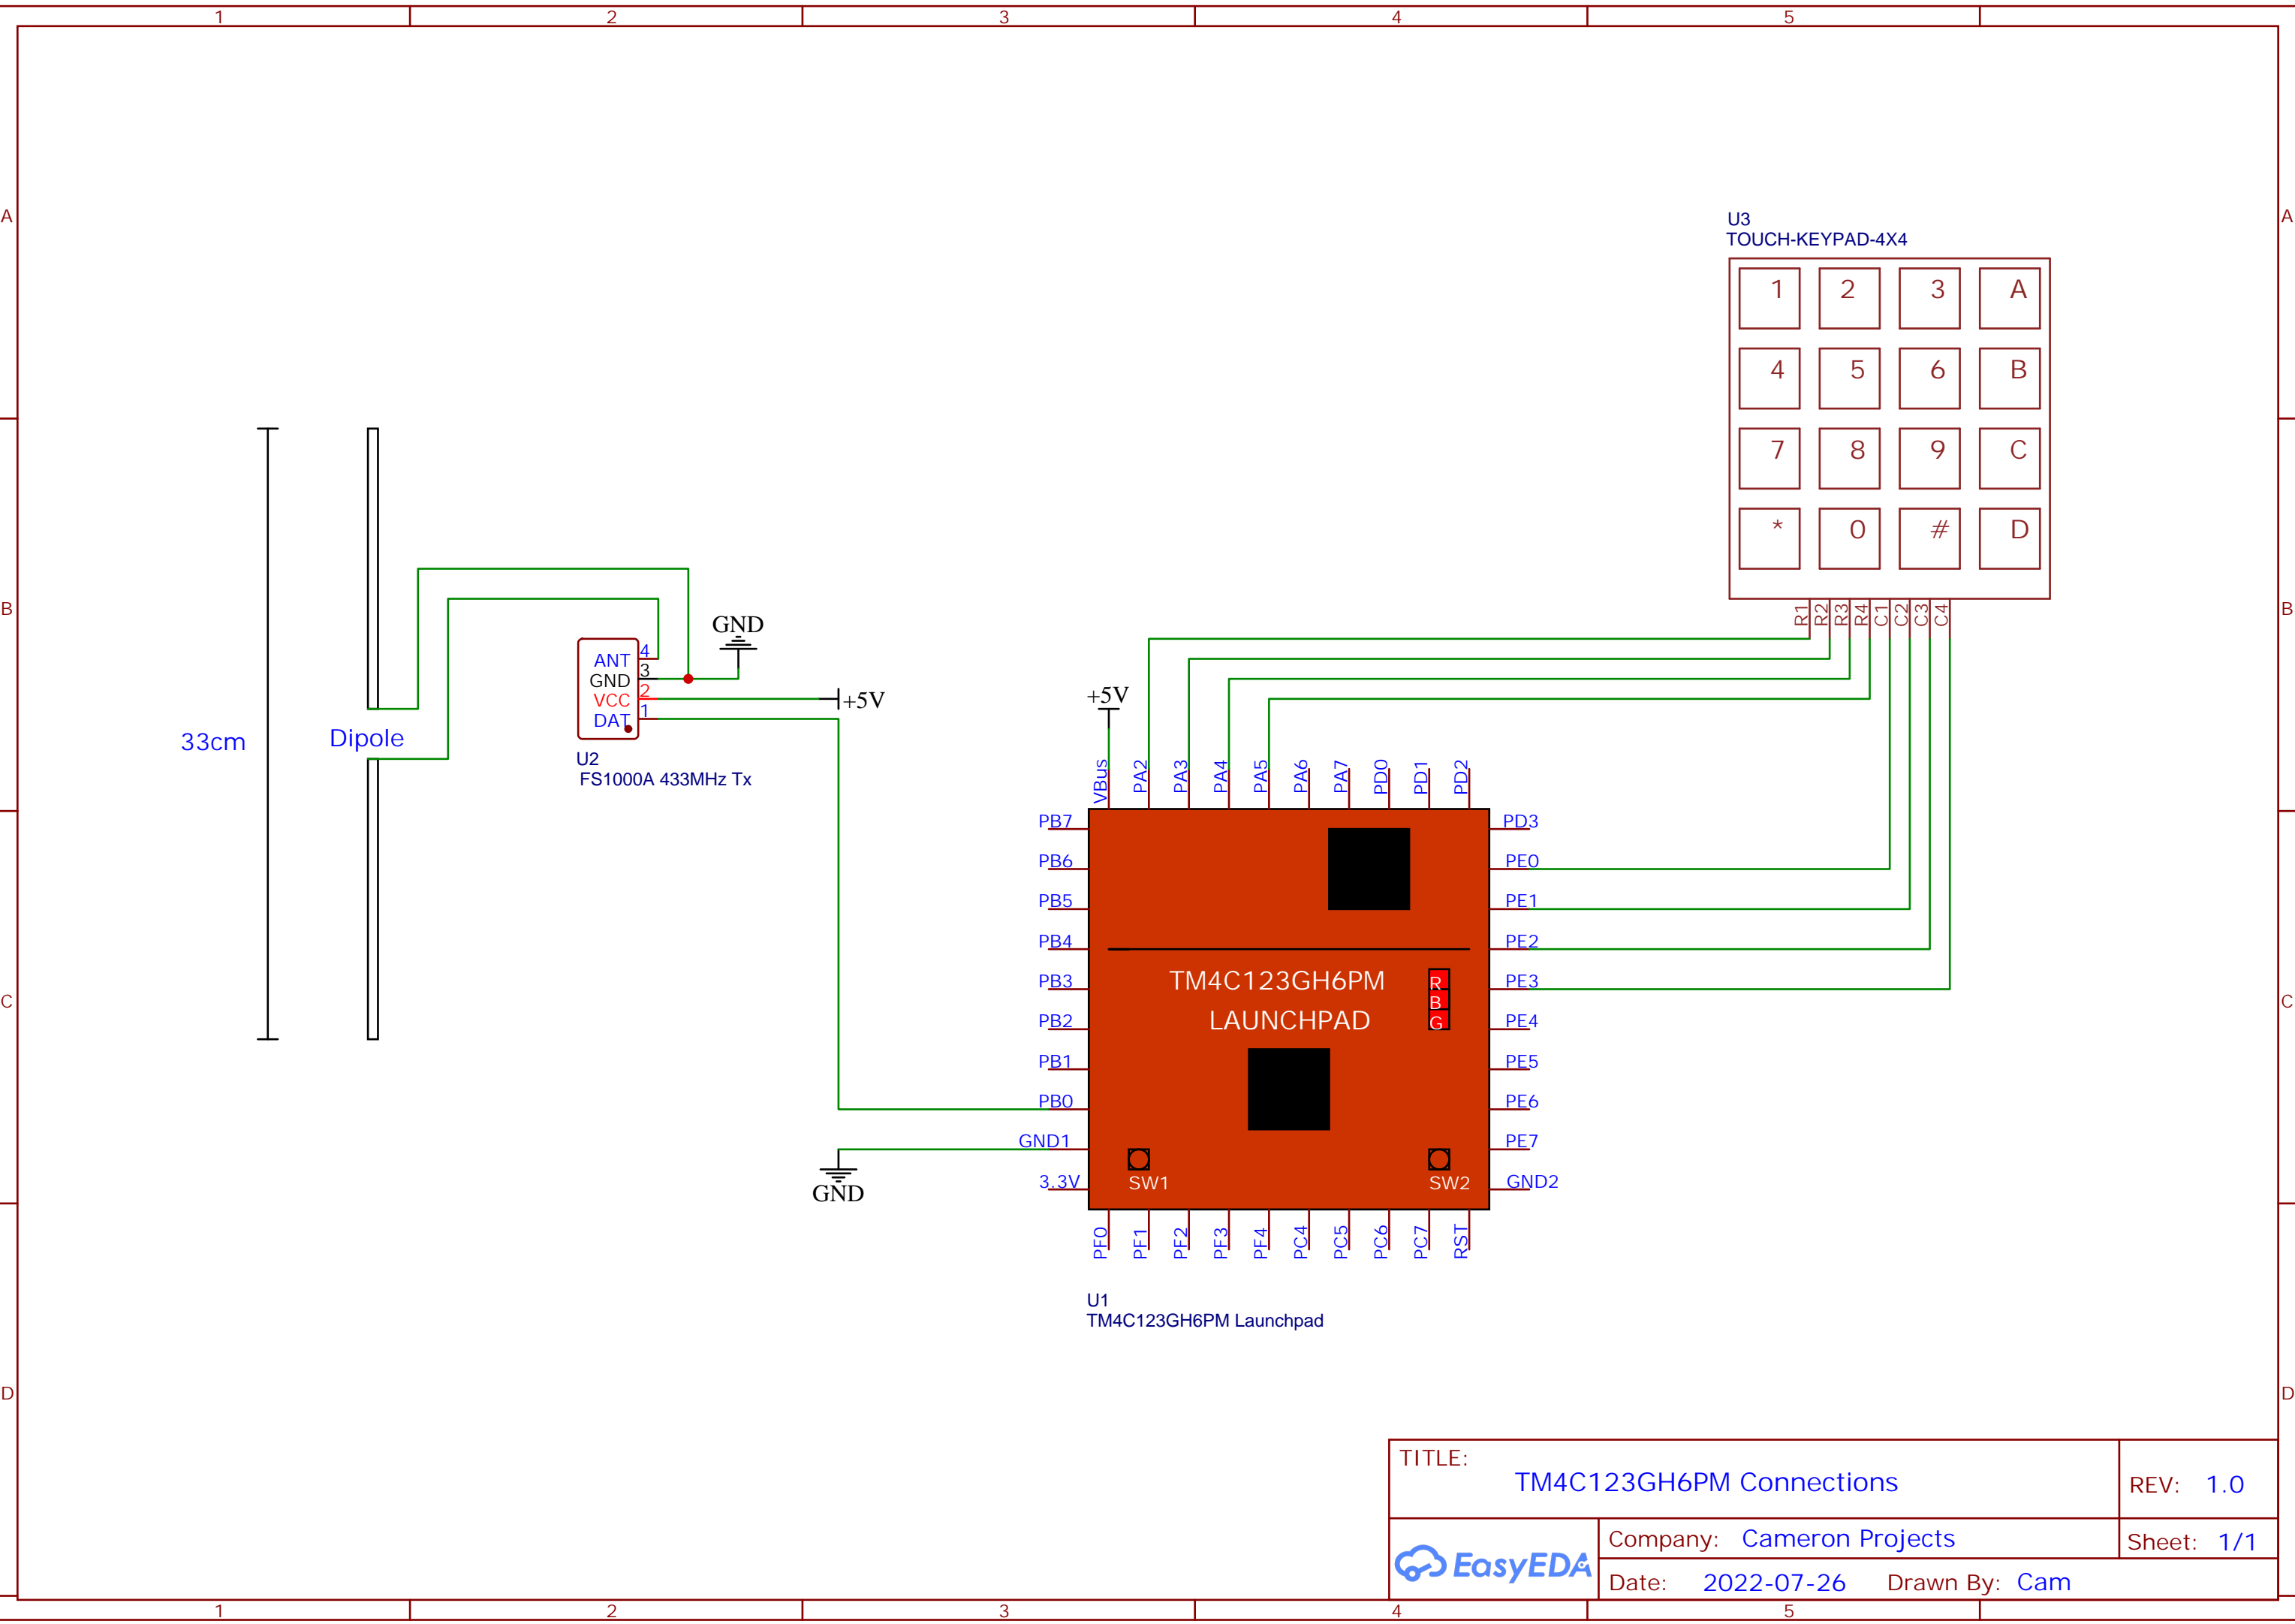 1 2 3 4 5
A A
U3
TOUCH-KEYPAD-4X4
1 2 3 A
4 5 6 B
7 8 9 C
* 0 # D
R1 R2 R3 R4 C1 C2 C3 C4
B B
GND
ANT 4
GND 3
VCC 2
+5V
DAT 1
U2
FS1000A 433MHz Tx
33cm
Dipole
+5V
VBus PA2 PA3 PA4 PA5 PA6 PA7 PD0 PD1 PD2
PB7 PD3
PB6 PE0
PB5 PE1
PB4 PE2
PB3 TM4C123GH6PM R PE3
B
C C
PB2 LAUNCHPAD G PE4
PB1 PE5
PB0 PE6
GND1 PE7
3.3V SW1 SW2 GND2
GND
PF0 PF1 PF2 PF3 PF4 PC4 PC5 PC6 PC7 RST
U1
TM4C123GH6PM Launchpad
D D
TITLE:
TM4C123GH6PM Connections
REV: 1.0
EasyEDA
Company: Cameron Projects
Sheet: 1/1
Date: 2022-07-26 Drawn By: Cam
1 2 3 4 5